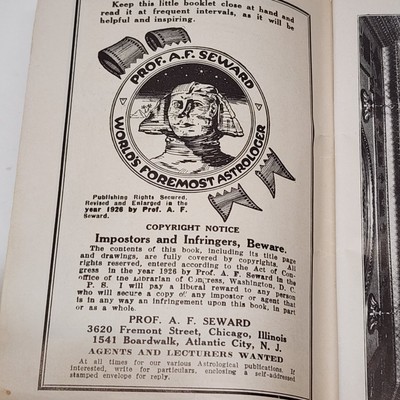 Keep this little booklet close at hand and
read it at frequent intervals, as it will be
helpful and inspiring.
PROF. A.F. SEWARD
WORLD'S FOREMOST ASTROLOGER
Publishing Rights Secured,
Revised and Enlarged in the
year 1926 by Prof. A. F.
Seward.
COPYRIGHT NOTICE
Impostors and Infringers, Beware.
The contents of this book, including its title page
and drawings, are fully covered by copyrights. All
rights reserved, entered according to the Act of Con-
gress in the year 1926 by Prof. A. F. Seward in the
office of the Librarian of Congress, Washington, D. C.
P. S. I will pay a liberal reward to any person
who will secure a copy of any impostor or agent that
is in any way an infringement upon this book, in part
or as a whole.
PROF. A. F. SEWARD
3620 Fremont Street, Chicago, Illinois
1541 Boardwalk, Atlantic City, N. J.
AGENTS AND LECTURERS WANTED
At all times for our various Astrological publications. If
interested, write for particulars, enclosing a self-addressed
stamped envelope for reply.